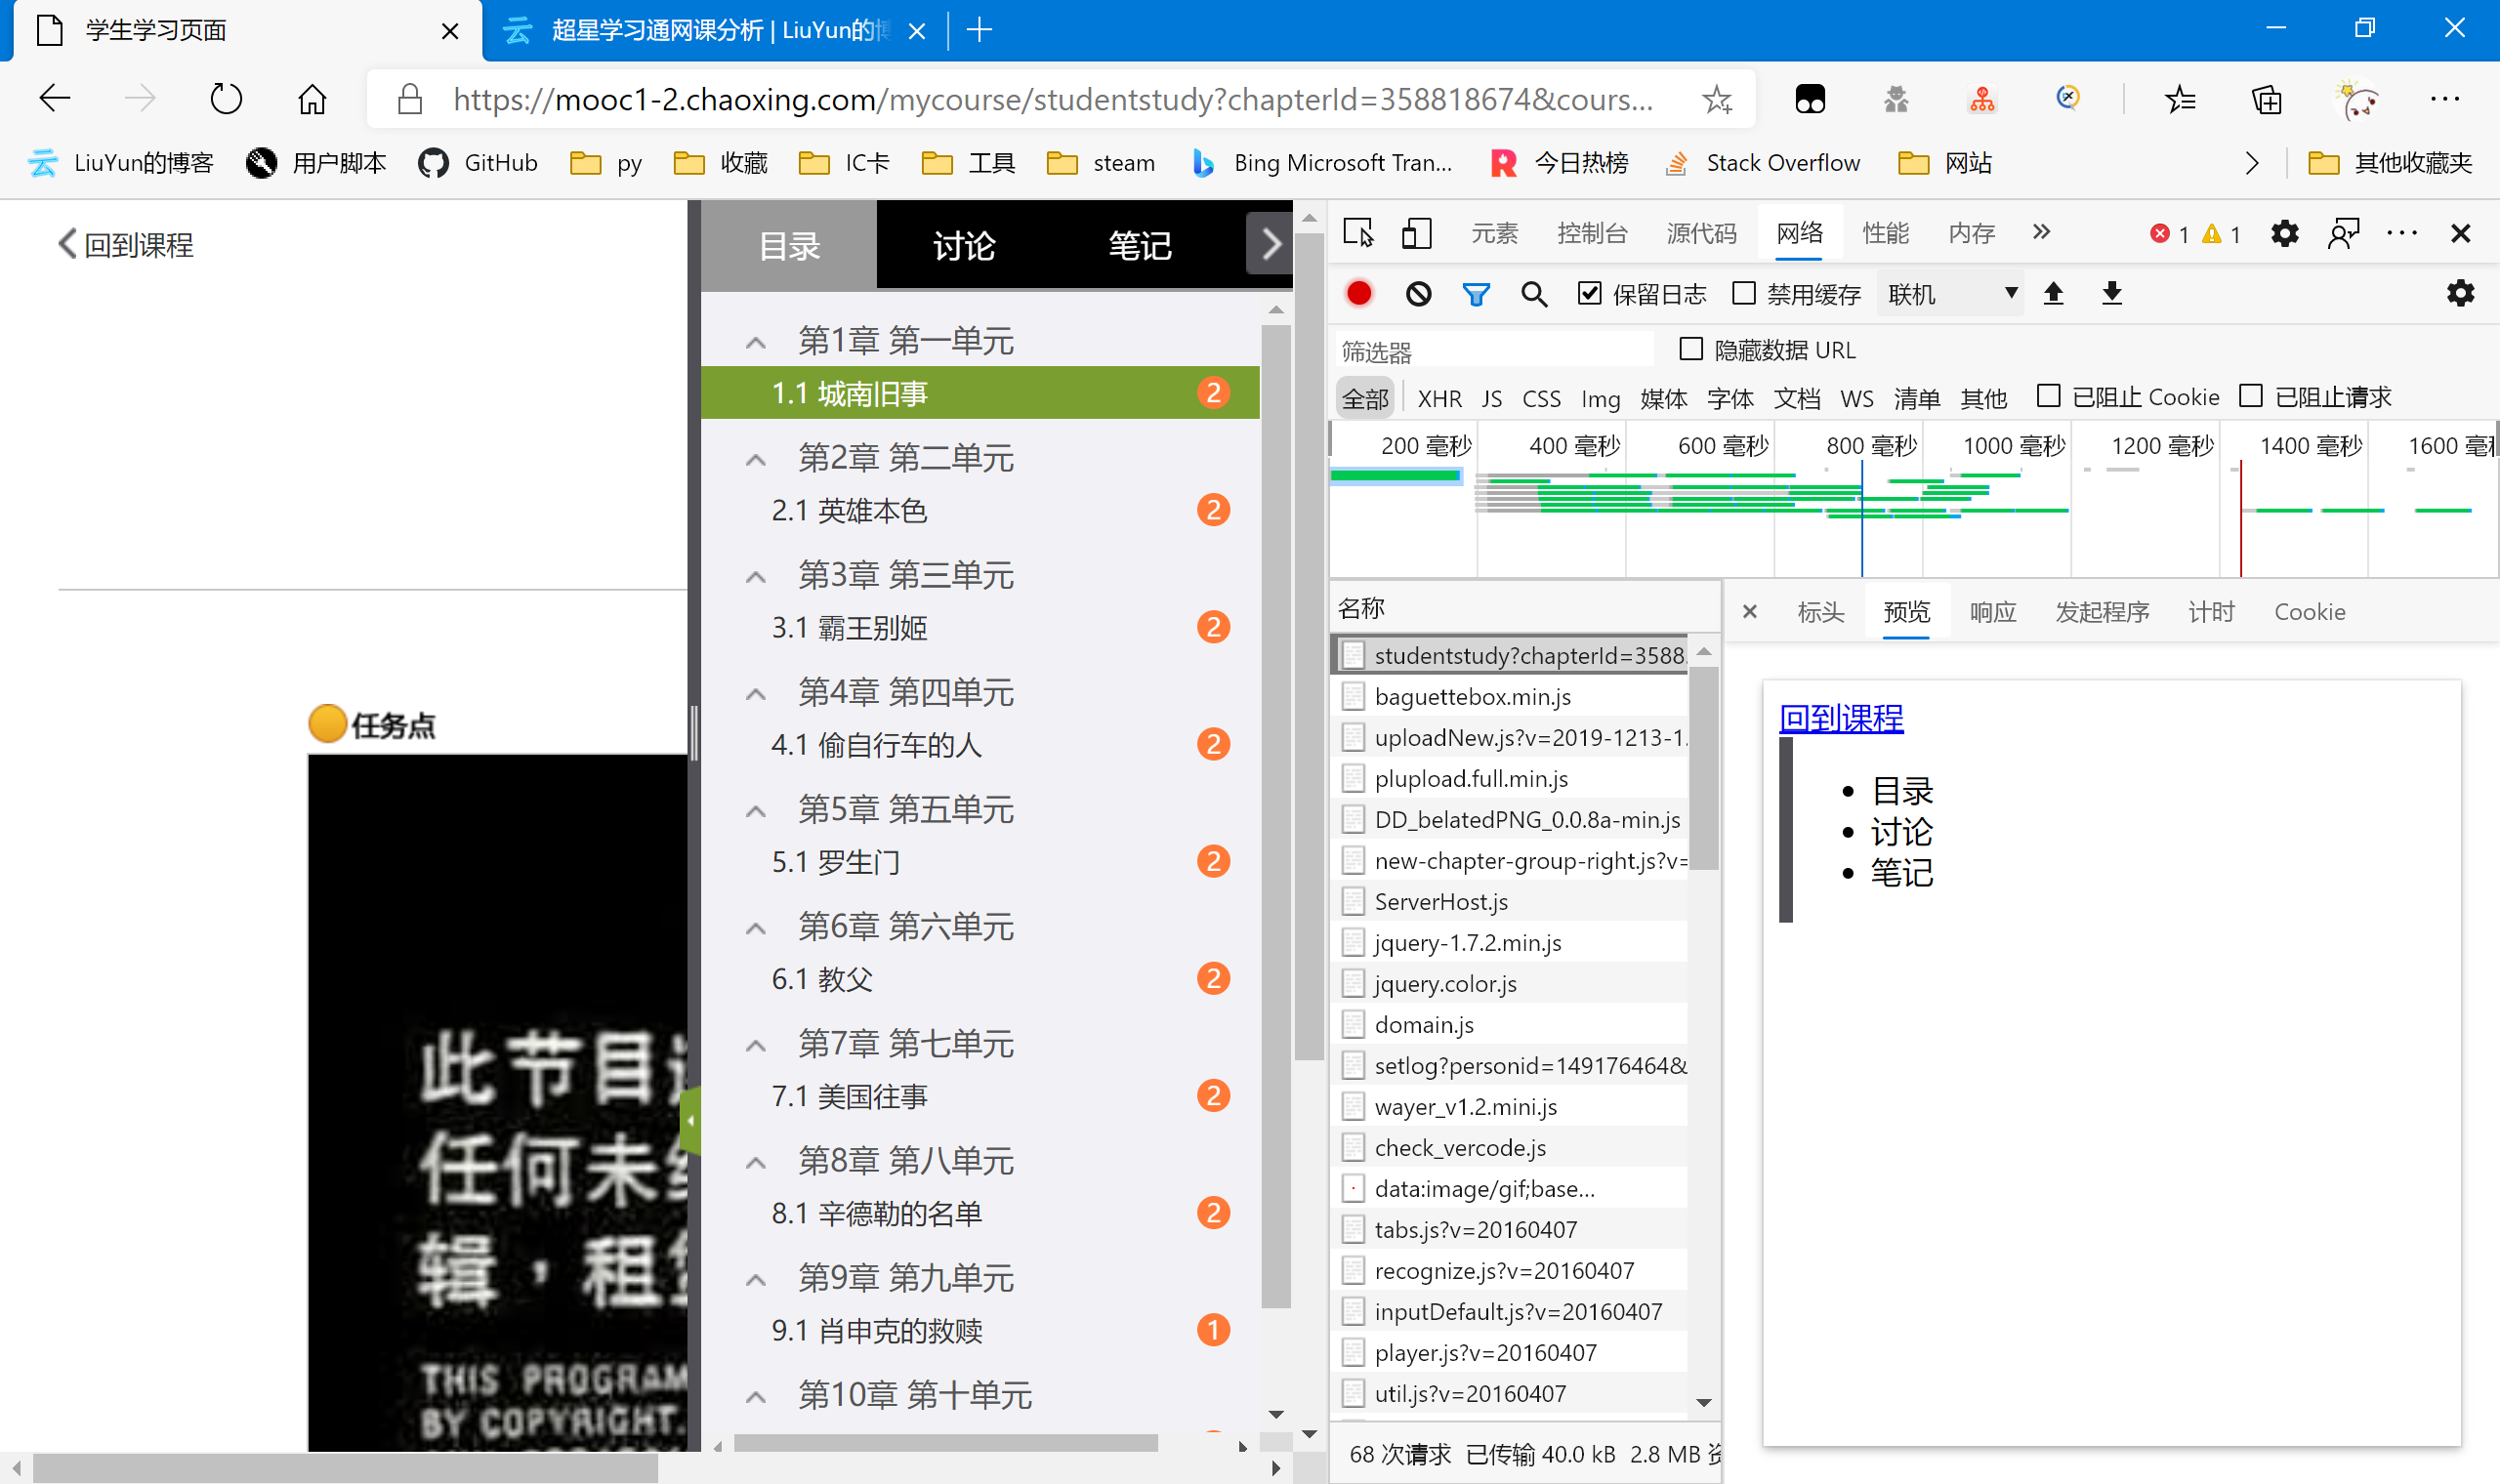 学生学习页面
超星学习通网课分析 | LiuYun的
https://mooc1-2.chaoxing.com/mycourse/studentstudy?chapterId=358818674&cours...
LiuYun的博客 用户脚本 GitHub py 收藏 IC卡 工具 steam Bing Microsoft Tran... 今日热榜 Stack Overflow 网站 其他收藏夹
回到课程
任务点
此节目
任何未
辑,租
THIS PROGRAM
BY COPYRIGHT.
目录 讨论 笔记
第1章 第一单元
1.1 城南旧事 2
第2章 第二单元
2.1 英雄本色 2
第3章 第三单元
3.1 霸王别姬 2
第4章 第四单元
4.1 偷自行车的人 2
第5章 第五单元
5.1 罗生门 2
第6章 第六单元
6.1 教父 2
第7章 第七单元
7.1 美国往事 2
第8章 第八单元
8.1 辛德勒的名单 2
第9章 第九单元
9.1 肖申克的救赎 1
第10章 第十单元
元素 控制台 源代码 网络 性能 内存 1 1
保留日志 禁用缓存 联机
筛选器 隐藏数据 URL
全部 XHR JS CSS Img 媒体 字体 文档 WS 清单 其他 已阻止 Cookie 已阻止请求
200 毫秒 400 毫秒 600 毫秒 800 毫秒 1000 毫秒 1200 毫秒 1400 毫秒 1600 毫
名称
studentstudy?chapterId=3588
baguettebox.min.js
uploadNew.js?v=2019-1213-1
plupload.full.min.js
DD_belatedPNG_0.0.8a-min.js
new-chapter-group-right.js?v=
ServerHost.js
jquery-1.7.2.min.js
jquery.color.js
domain.js
setlog?personid=149176464&
wayer_v1.2.mini.js
check_vercode.js
data:image/gif;base...
tabs.js?v=20160407
recognize.js?v=20160407
inputDefault.js?v=20160407
player.js?v=20160407
util.js?v=20160407
68 次请求 已传输 40.0 kB 2.8 MB
标头 预览 响应 发起程序 计时 Cookie
回到课程
目录
讨论
笔记